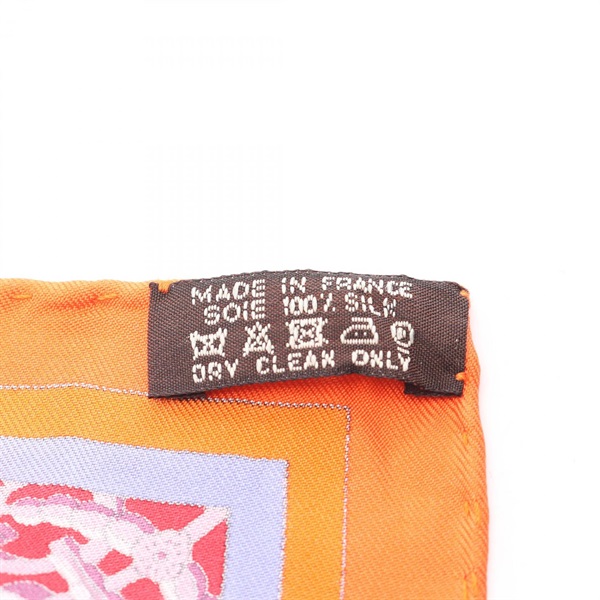 MADE IN FRANCE
SOIE 100% SILK
DRY CLEAN ONLY